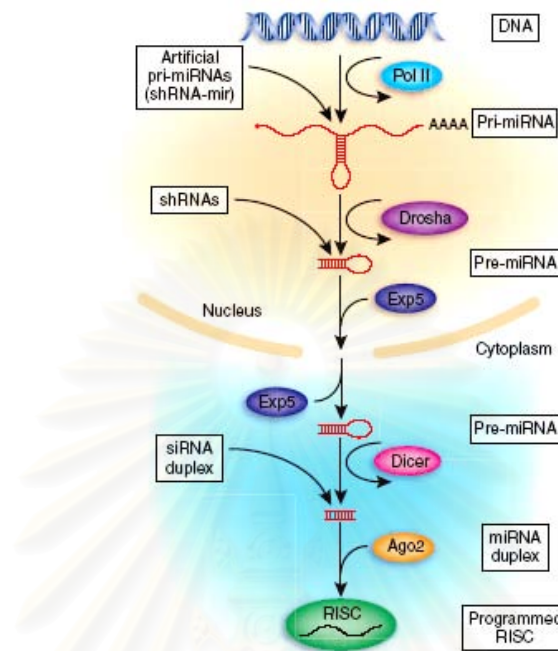 DNA
Artificial
pri-miRNAs
(shRNA-mir)
Pol II
AAAA
Pri-miRNA
shRNAs
Drosha
Pre-miRNA
Exp5
Nucleus
Cytoplasm
Exp5
Pre-miRNA
siRNA
duplex
Dicer
Ago2
miRNA
duplex
RISC
Programmed
RISC